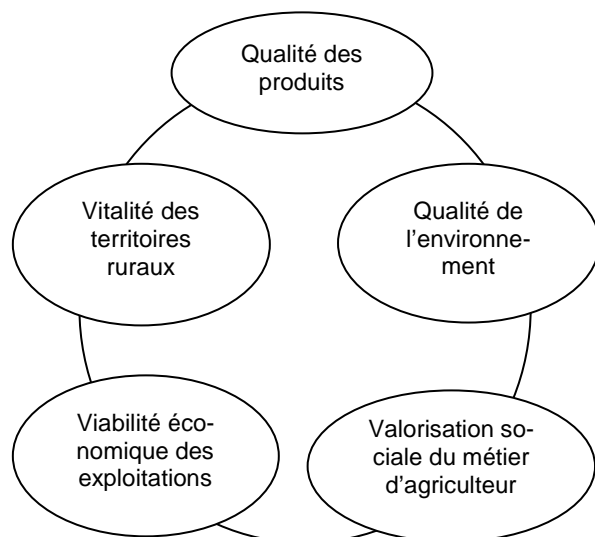 Qualité des
produits
Vitalité des
territoires
ruraux
Qualité de
l’environne-
ment
Viabilité éco-
nomique des
exploitations
Valorisation so-
ciale du métier
d’agriculteur